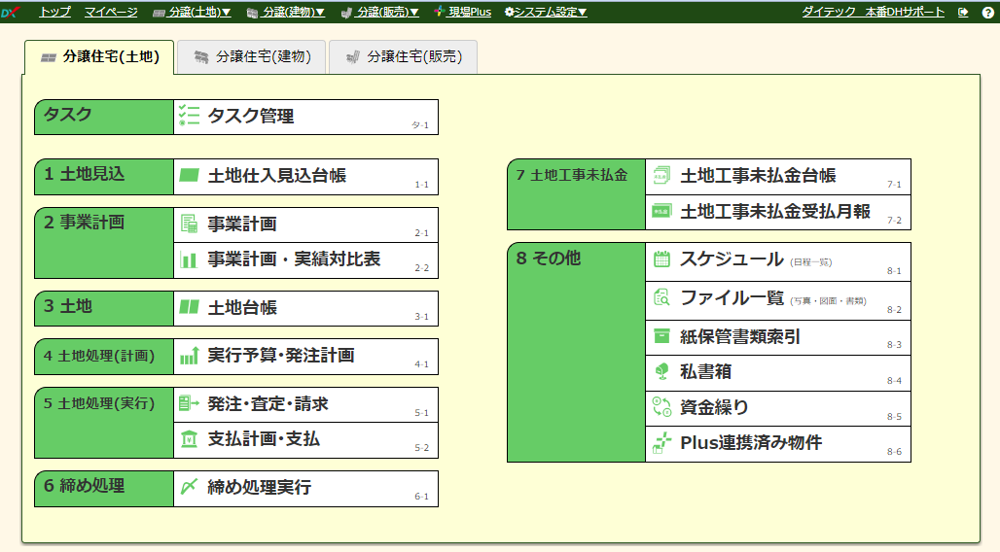 DX トップ マイページ 分譲(土地)▼ 分譲(建物)▼ 分譲(販売)▼ 現場Plus システム設定▼ ダイテック 本番DHサポート ?
分譲住宅(土地) 分譲住宅(建物) 分譲住宅(販売)
タスク タスク管理 タ-1
1 土地見込 土地仕入見込台帳 1-1
2 事業計画 事業計画 2-1
事業計画・実績対比表 2-2
3 土地 土地台帳 3-1
4 土地処理(計画) 実行予算･発注計画 4-1
5 土地処理(実行) 発注･査定･請求 5-1
支払計画･支払 5-2
6 締め処理 締め処理実行 6-1
7 土地工事未払金 土地工事未払金台帳 7-1
土地工事未払金受払月報 7-2
8 その他 スケジュール (日程一覧) 8-1
ファイル一覧 (写真・図面・書類) 8-2
紙保管書類索引 8-3
私書箱 8-4
資金繰り 8-5
Plus連携済み物件 8-6